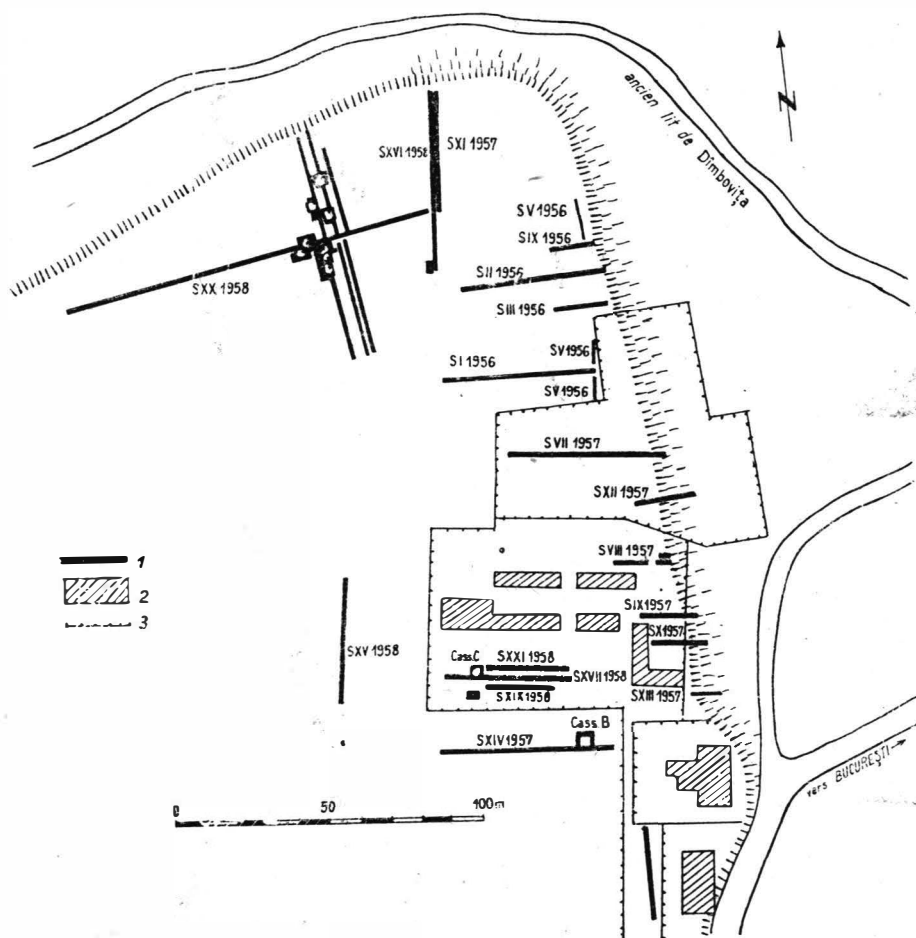 N
ancien lit de Dîmbovița
SXVI 1958
SXI 1957
SV 1956
SIX 1956
SII 1956
SXX 1958
SIII 1956
SV 1956
SI 1956
SV 1956
SVII 1957
SXII 1957
SVIII 1957
1
2
3
SIX 1957
SX 1957
SXV 1958
Cass.C
SXXI 1958
SXVII 1958
SXIX 1958
SXIII 1957
Cass. B
SXIV 1957
vers BUCUREȘTI
0 50 100 m